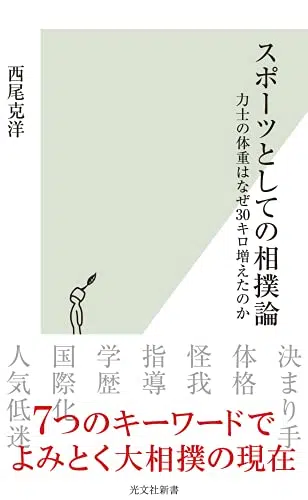 スポーツとしての相撲論
力士の体重はなぜ30キロ増えたのか
西尾克洋
決まり手
体格
怪我
指導
学歴
国際化
人気低迷
7つのキーワードで
よみとく大相撲の現在
光文社新書